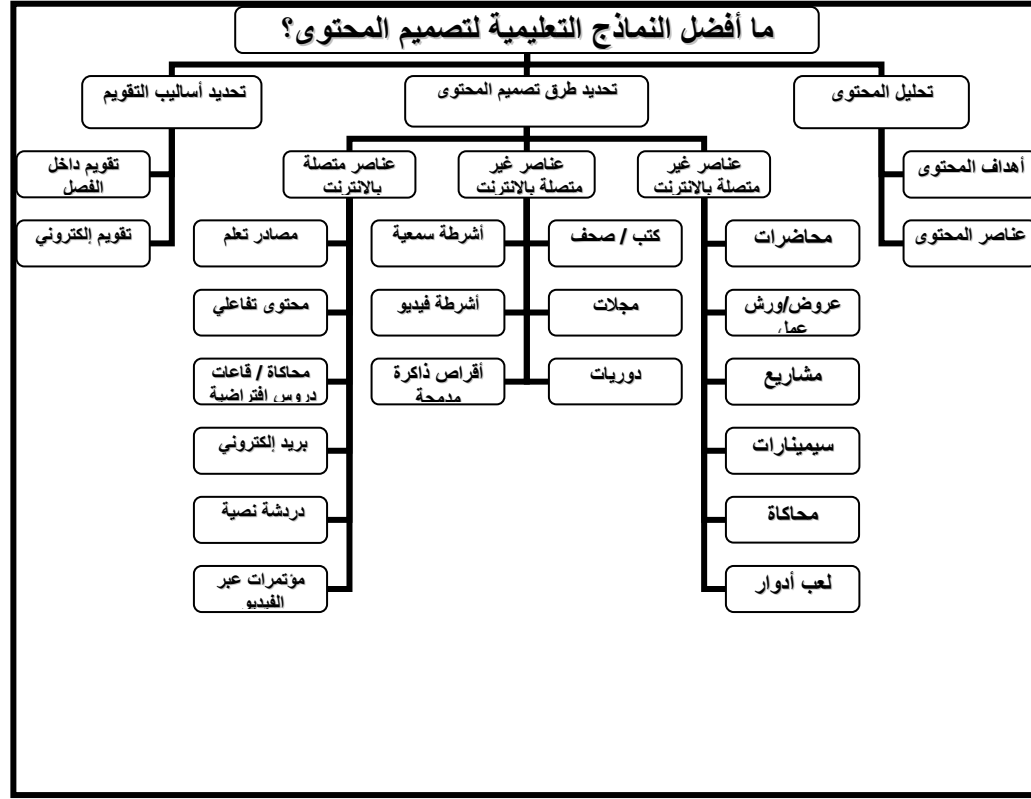 ما أفضل النماذج التعليمية لتصميم المحتوى؟
تحليل المحتوى
تحديد طرق تصميم المحتوى
تحديد أساليب التقويم
أهداف المحتوى
عناصر المحتوى
عناصر غير
متصلة بالانترنت
محاضرات
عروض/ورش
عمل
مشاريع
سيمينارات
محاكاة
لعب أدوار
عناصر غير
متصلة بالانترنت
كتب / صحف
مجلات
دوريات
أشرطة سمعية
أشرطة فيديو
أقراص ذاكرة
مدمجة
عناصر متصلة
بالانترنت
مصادر تعلم
محتوى تفاعلي
محاكاة / قاعات
دروس افتراضية
بريد إلكتروني
دردشة نصية
مؤتمرات عبر
الفيديو
تقويم داخل
الفصل
تقويم إلكتروني